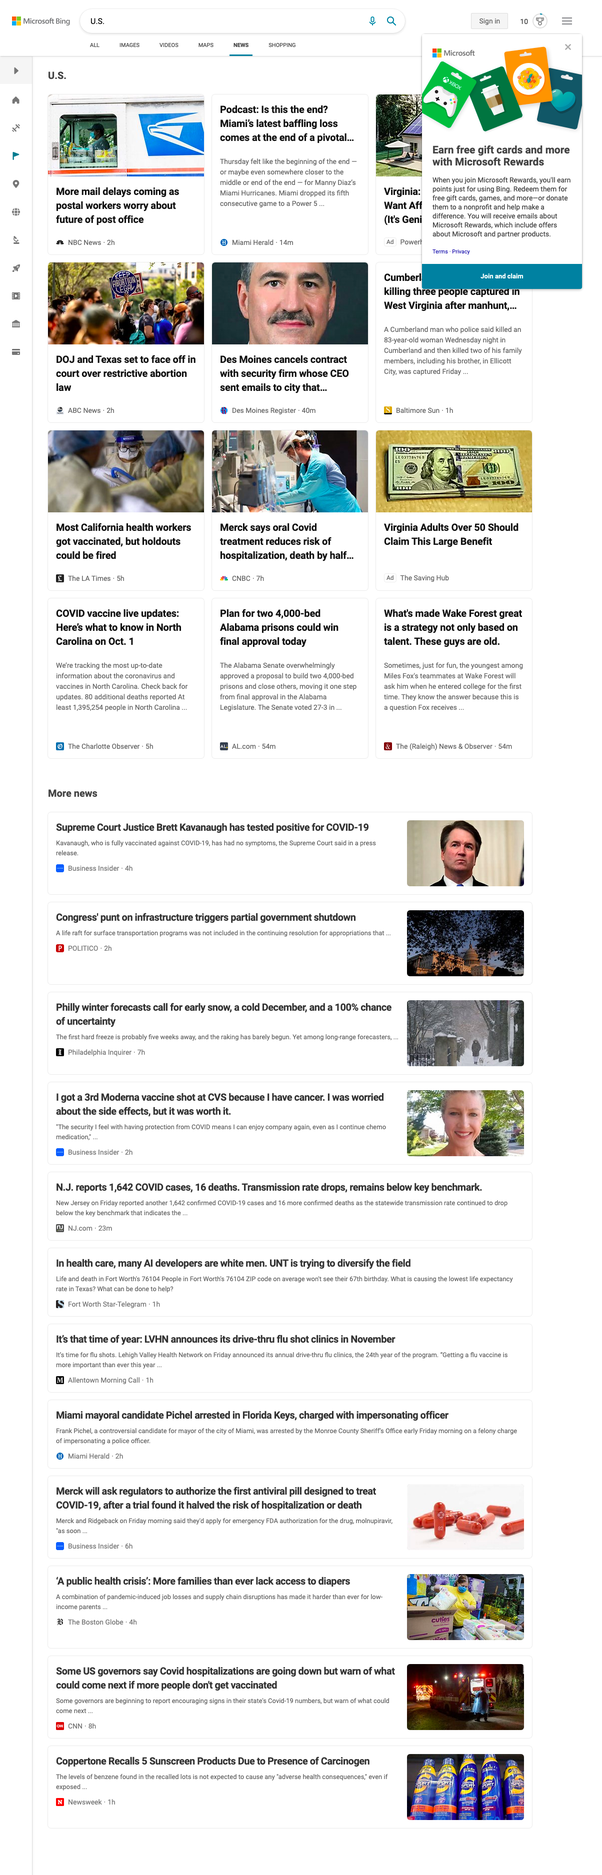 Microsoft Bing
U.S.
Sign in
10
ALL IMAGES VIDEOS MAPS NEWS SHOPPING
Microsoft
XBOX
Earn free gift cards and more
with Microsoft Rewards
When you join Microsoft Rewards, you'll earn
points just for using Bing. Redeem them for
free gift cards, games, and more—or donate
them to a nonprofit and help make a
difference. You will receive emails about
Microsoft Rewards, which include offers
about Microsoft and partner products.
Terms · Privacy
Join and claim
U.S.
More mail delays coming as
postal workers worry about
future of post office
NBC News · 2h
Podcast: Is this the end?
Miami's latest baffling loss
comes at the end of a pivotal…
Thursday felt like the beginning of the end —
or maybe even somewhere closer to the
middle or end of the end — for Manny Diaz's
Miami Hurricanes. Miami dropped its fifth
consecutive game to a Power 5 ...
Miami Herald · 14m
Virginia:
Want Aff
(It's Geni
Ad
DOJ and Texas set to face off in
court over restrictive abortion
law
ABC News · 2h
Des Moines cancels contract
with security firm whose CEO
sent emails to city that…
Des Moines Register · 40m
Cumberl
killing three people captured in
West Virginia after manhunt,…
A Cumberland man who police said killed an
83-year-old woman Wednesday night in
Cumberland and then killed two of his family
members, including his brother, in Ellicott
City, was captured Friday ...
Baltimore Sun · 1h
Most California health workers
got vaccinated, but holdouts
could be fired
The LA Times · 5h
Merck says oral Covid
treatment reduces risk of
hospitalization, death by half…
CNBC · 7h
Virginia Adults Over 50 Should
Claim This Large Benefit
Ad The Saving Hub
COVID vaccine live updates:
Here's what to know in North
Carolina on Oct. 1
We're tracking the most up-to-date
information about the coronavirus and
vaccines in North Carolina. Check back for
updates. 80 additional deaths reported At
least 1,395,254 people in North Carolina ...
The Charlotte Observer · 5h
Plan for two 4,000-bed
Alabama prisons could win
final approval today
The Alabama Senate overwhelmingly
approved a proposal to build two 4,000-bed
prisons and close others, moving it one step
from final approval in the Alabama
Legislature. The Senate voted 27-3 in ...
AL.com · 54m
What's made Wake Forest great
is a strategy not only based on
talent. These guys are old.
Sometimes, just for fun, the youngest among
Miles Fox's teammates at Wake Forest will
ask him when he entered college for the first
time. They know the answer because this is
a question Fox receives ...
The (Raleigh) News & Observer · 54m
More news
Supreme Court Justice Brett Kavanaugh has tested positive for COVID-19
Kavanaugh, who is fully vaccinated against COVID-19, has had no symptoms, the Supreme Court said in a press
release.
Business Insider · 4h
Congress' punt on infrastructure triggers partial government shutdown
A life raft for surface transportation programs was not included in the continuing resolution for appropriations that ...
POLITICO · 2h
Philly winter forecasts call for early snow, a cold December, and a 100% chance
of uncertainty
The first hard freeze is probably five weeks away, and the raking has barely begun. Yet among long-range forecasters, ...
Philadelphia Inquirer · 7h
I got a 3rd Moderna vaccine shot at CVS because I have cancer. I was worried
about the side effects, but it was worth it.
"The security I feel with having protection from COVID means I can enjoy company again, even as I continue chemo
medication," ...
Business Insider · 2h
N.J. reports 1,642 COVID cases, 16 deaths. Transmission rate drops, remains below key benchmark.
New Jersey on Friday reported another 1,642 confirmed COVID-19 cases and 16 more confirmed deaths as the statewide transmission rate continued to drop
below the key benchmark that indicates the ...
NJ.com · 23m
In health care, many AI developers are white men. UNT is trying to diversify the field
Life and death in Fort Worth's 76104 People in Fort Worth's 76104 ZIP code on average won't see their 67th birthday. What is causing the lowest life expectancy
rate in Texas? What can be done to help?
Fort Worth Star-Telegram · 1h
It's that time of year: LVHN announces its drive-thru flu shot clinics in November
It's time for flu shots. Lehigh Valley Health Network on Friday announced its annual drive-thru flu clinics, the 24th year of the program. "Getting a flu vaccine is
more important than ever this year ...
Allentown Morning Call · 1h
Miami mayoral candidate Pichel arrested in Florida Keys, charged with impersonating officer
Frank Pichel, a controversial candidate for mayor of the city of Miami, was arrested by the Monroe County Sheriff's Office early Friday morning on a felony charge
of impersonating a police officer.
Miami Herald · 2h
Merck will ask regulators to authorize the first antiviral pill designed to treat
COVID-19, after a trial found it halved the risk of hospitalization or death
Merck and Ridgeback on Friday morning said they'd apply for emergency FDA authorization for the drug, molnupiravir,
"as soon ...
Business Insider · 6h
'A public health crisis': More families than ever lack access to diapers
A combination of pandemic-induced job losses and supply chain disruptions has made it harder than ever for low-
income parents ...
The Boston Globe · 4h
Some US governors say Covid hospitalizations are going down but warn of what
could come next if more people don't get vaccinated
Some governors are beginning to report encouraging signs in their state's Covid-19 numbers, but warn of what could
come next ...
CNN · 8h
Coppertone Recalls 5 Sunscreen Products Due to Presence of Carcinogen
The levels of benzene found in the recalled lots is not expected to cause any "adverse health consequences," even if
exposed ...
Newsweek · 1h